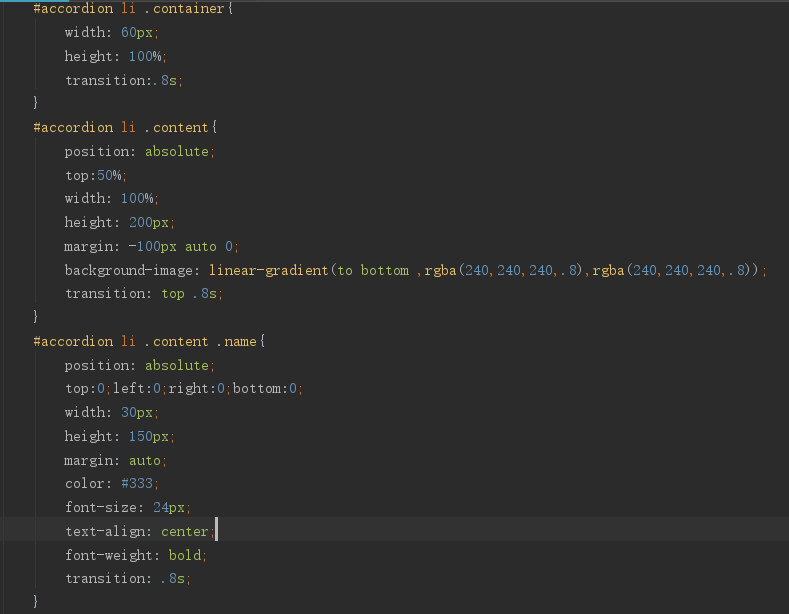 #accordion li .container{
width: 60px;
height: 100%;
transition:.8s;
}
#accordion li .content{
position: absolute;
top:50%;
width: 100%;
height: 200px;
margin: -100px auto 0;
background-image: linear-gradient(to bottom ,rgba(240,240,240,.8),rgba(240,240,240,.8));
transition: top .8s;
}
#accordion li .content .name{
position: absolute;
top:0;left:0;right:0;bottom:0;
width: 30px;
height: 150px;
margin: auto;
color: #333;
font-size: 24px;
text-align: center;
font-weight: bold;
transition: .8s;
}